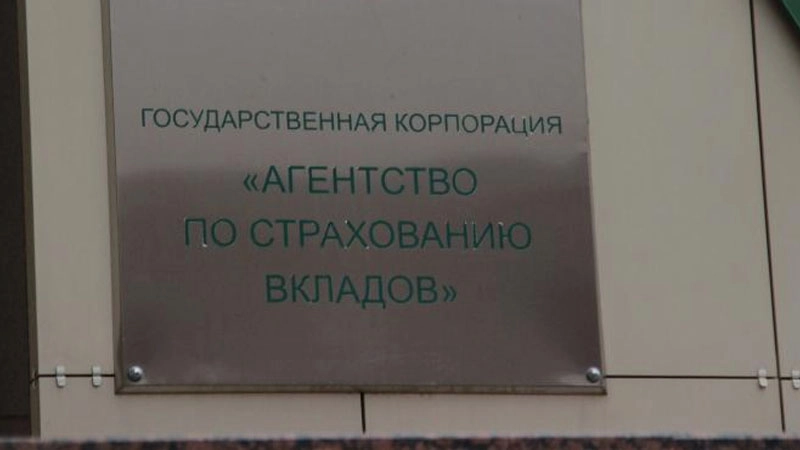 ГОСУДАРСТВЕННАЯ КОРПОРАЦИЯ
«АГЕНТСТВО
ПО СТРАХОВАНИЮ
ВКЛАДОВ»